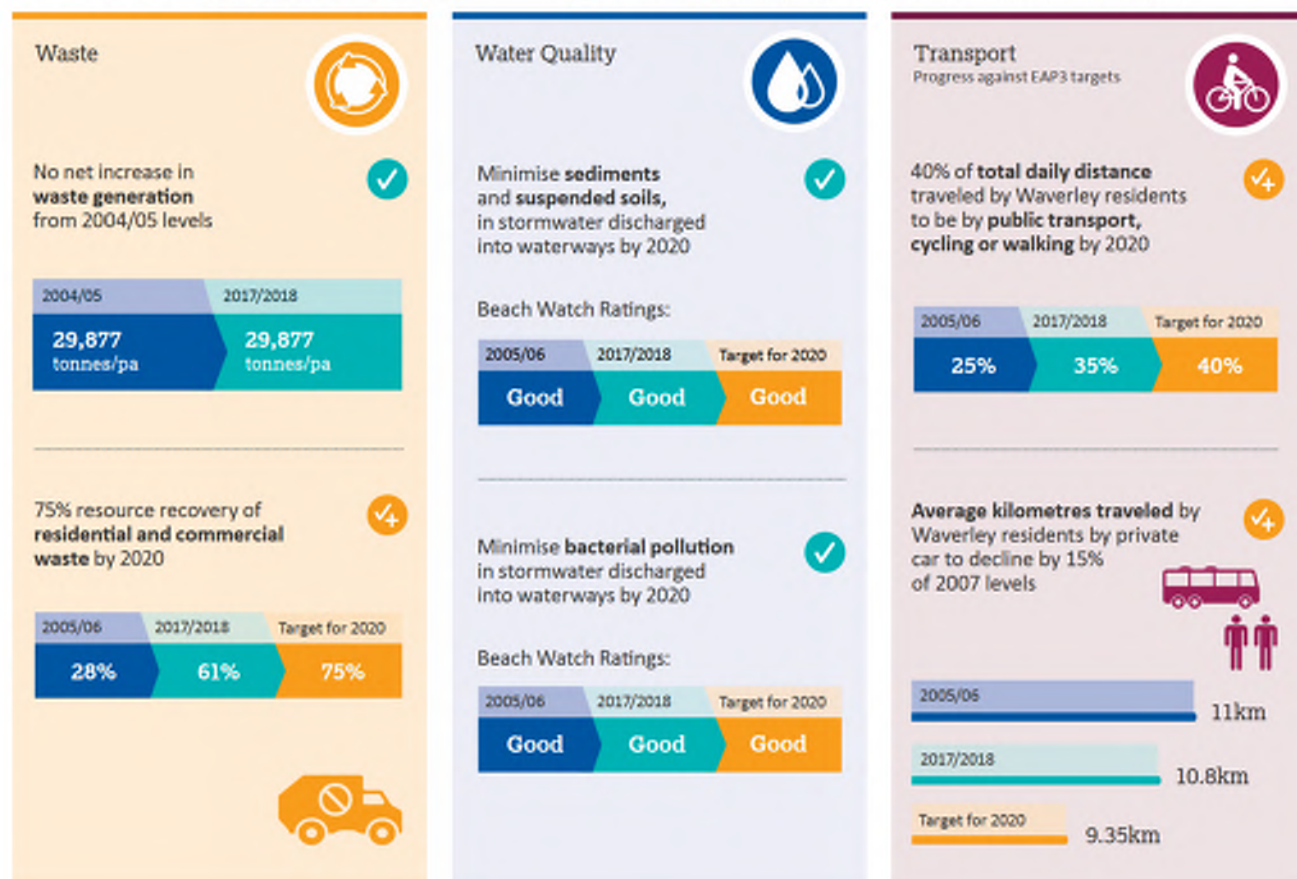 Waste
No net increase in
waste generation
from 2004/05 levels
2004/05 2017/2018
29,877 29,877
tonnes/pa tonnes/pa
75% resource recovery of
residential and commercial
waste by 2020
2005/06 2017/2018 Target for 2020
28% 61% 75%
Water Quality
Minimise sediments
and suspended soils,
in stormwater discharged
into waterways by 2020
Beach Watch Ratings:
2005/06 2017/2018 Target for 2020
Good Good Good
Minimise bacterial pollution
in stormwater discharged
into waterways by 2020
Beach Watch Ratings:
2005/06 2017/2018 Target for 2020
Good Good Good
Transport
Progress against EAP3 targets
40% of total daily distance
traveled by Waverley residents
to be by public transport,
cycling or walking by 2020
2005/06 2017/2018 Target for 2020
25% 35% 40%
Average kilometres traveled by
Waverley residents by private
car to decline by 15%
of 2007 levels
2005/06
11km
2017/2018
10.8km
Target for 2020
9.35km